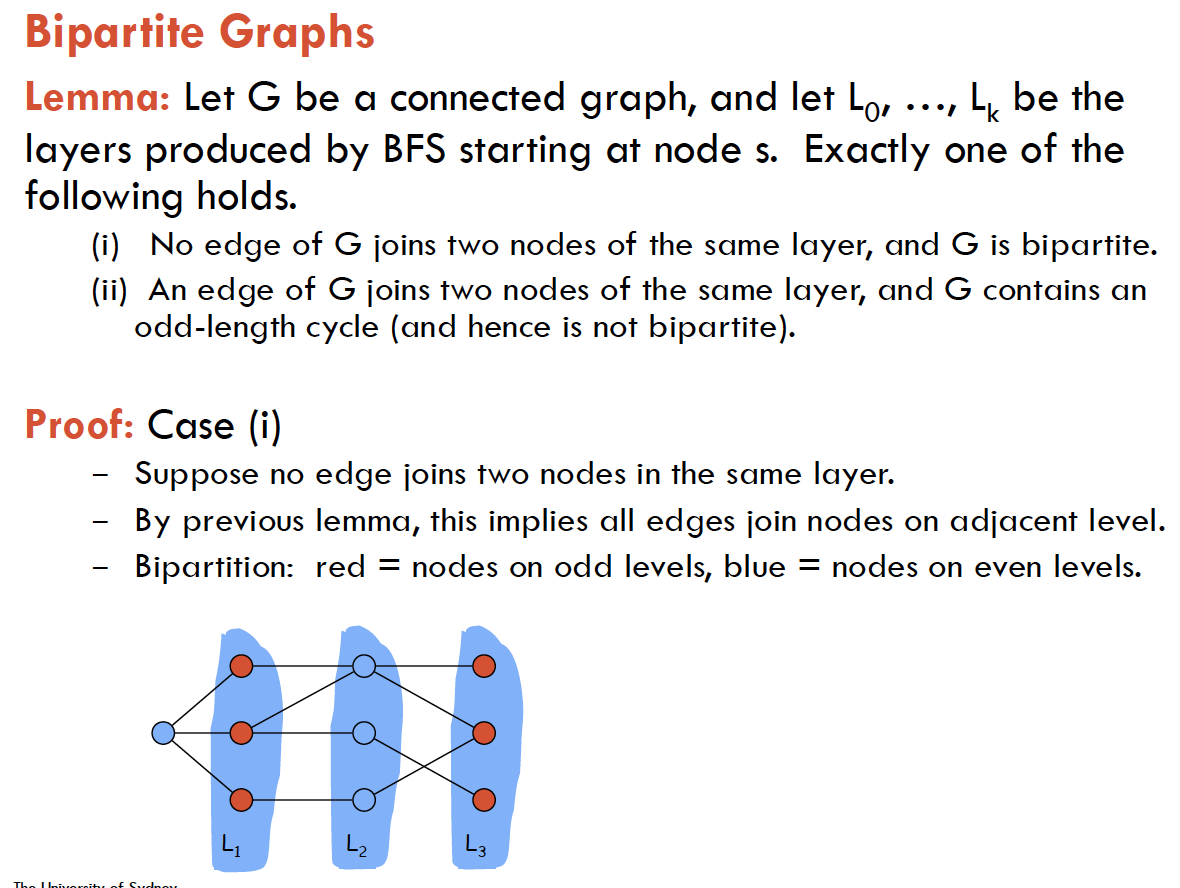 Bipartite Graphs
Lemma: Let G be a connected graph, and let L0, …, Lk be the
layers produced by BFS starting at node s. Exactly one of the
following holds.
(i) No edge of G joins two nodes of the same layer, and G is bipartite.
(ii) An edge of G joins two nodes of the same layer, and G contains an
odd-length cycle (and hence is not bipartite).
Proof: Case (i)
– Suppose no edge joins two nodes in the same layer.
– By previous lemma, this implies all edges join nodes on adjacent level.
– Bipartition: red = nodes on odd levels, blue = nodes on even levels.
L1 L2 L3
The University of Sydney